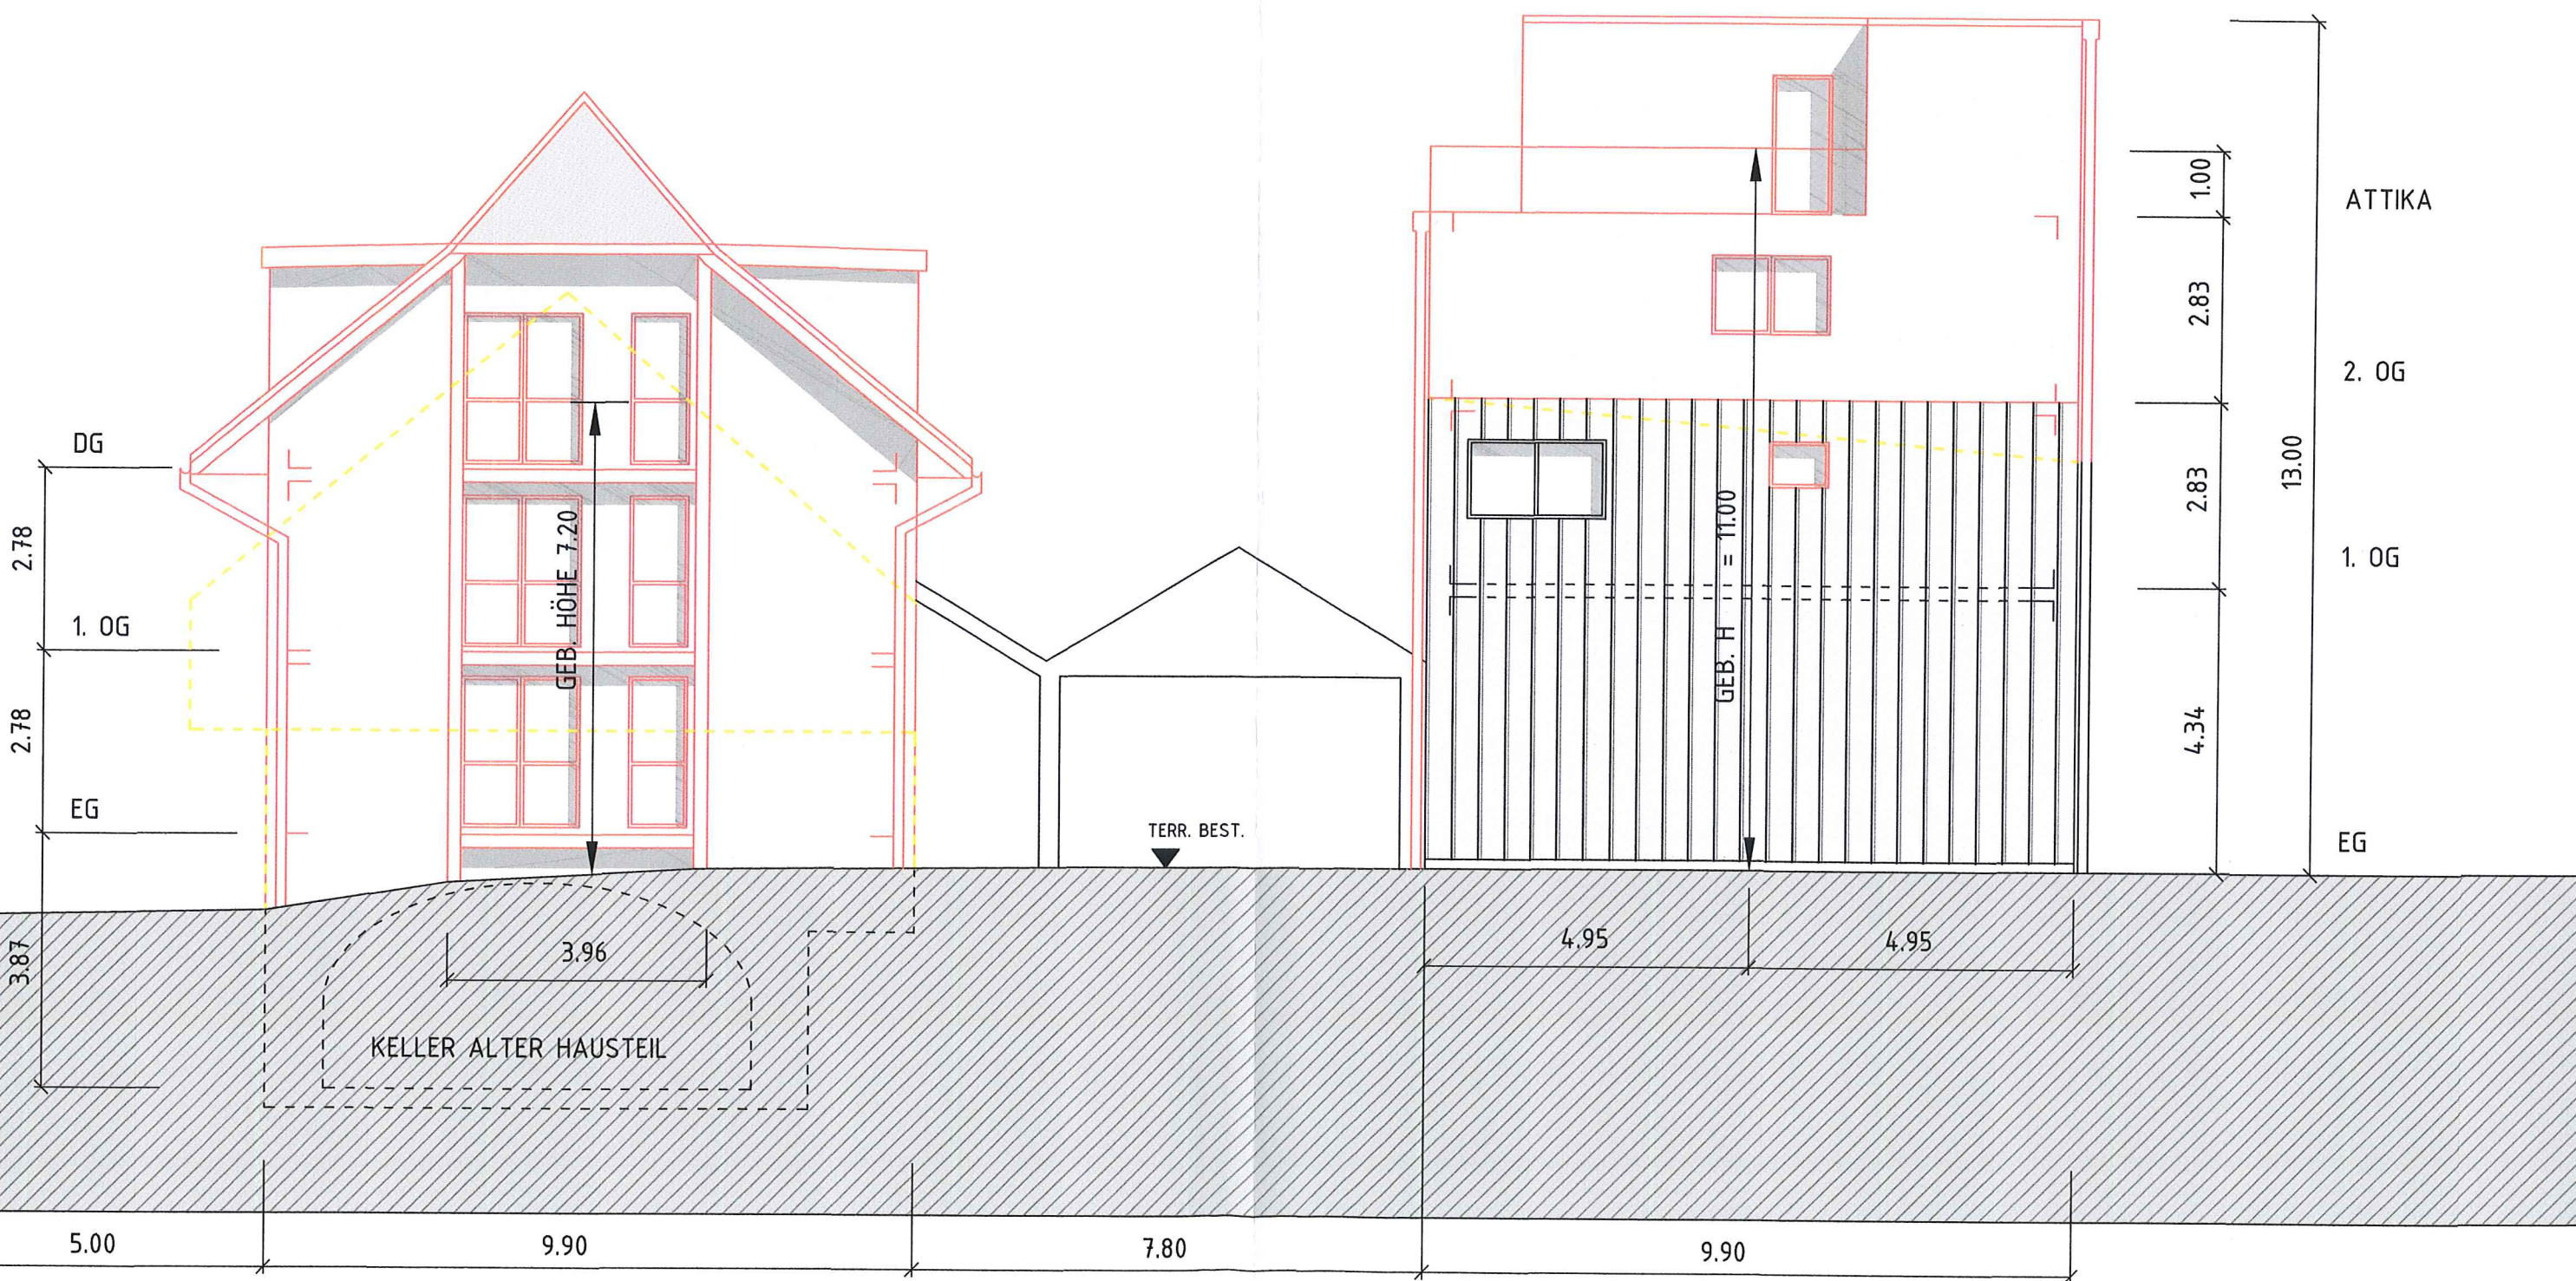 DG
2.78
1. OG
2.78
EG
3.87
GEB. HÖHE 7.20
3.96
KELLER ALTER HAUSTEIL
TERR. BEST.
GEB. H = 11.00
4.95
4.95
1.00
2.83
2.83
4.34
13.00
ATTIKA
2. OG
1. OG
EG
5.00
9.90
7.80
9.90